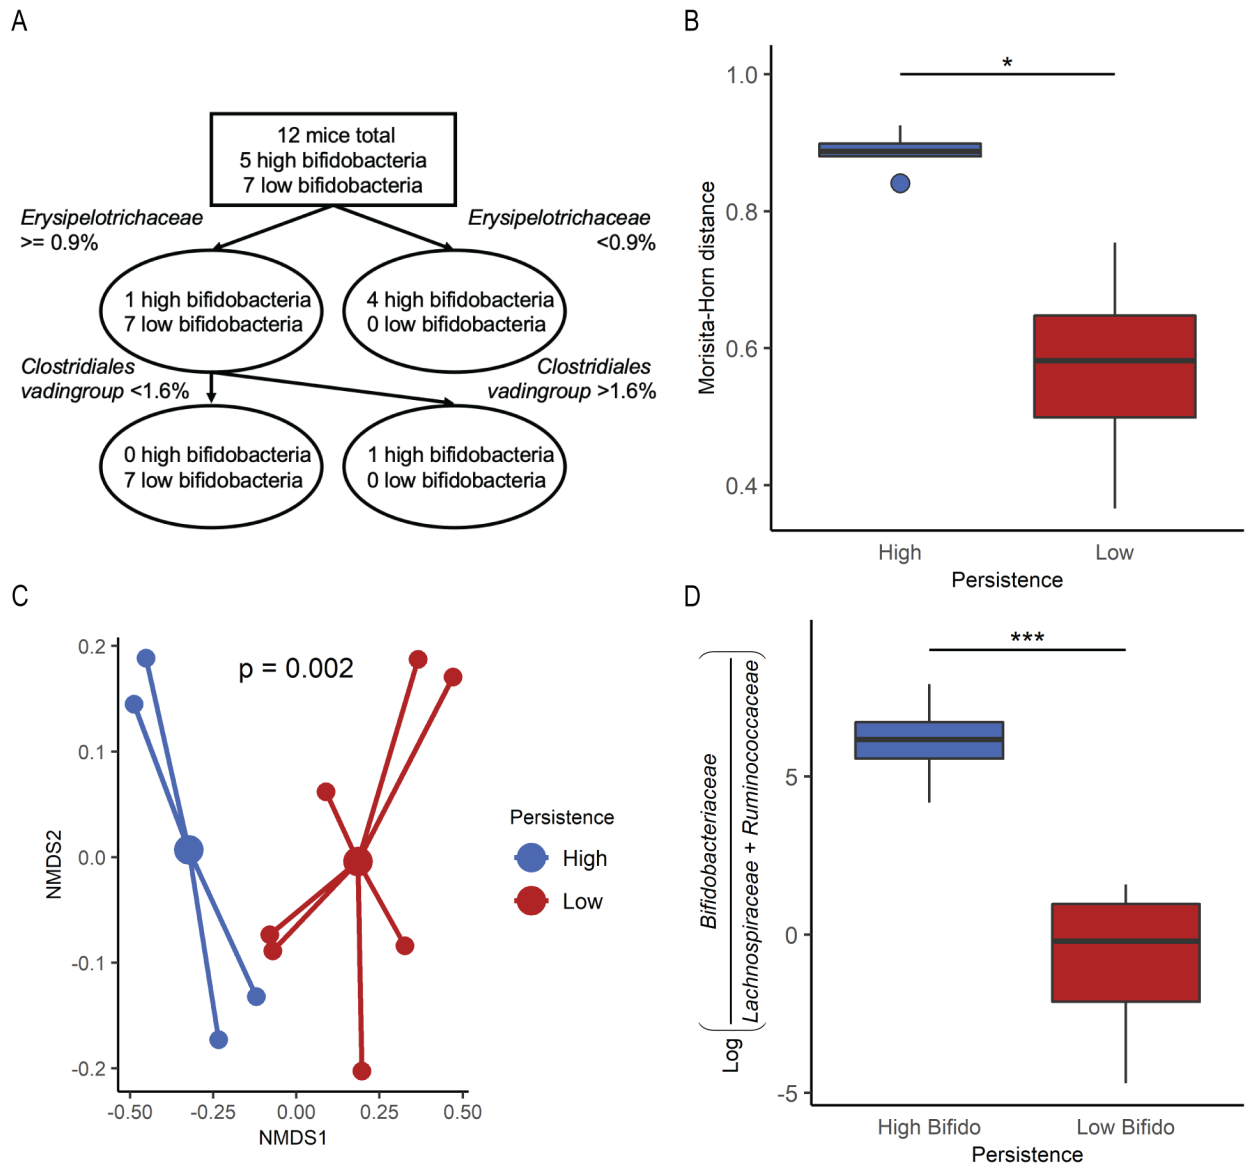 A
12 mice total
5 high bifidobacteria
7 low bifidobacteria
Erysipelotrichaceae
>= 0.9%
Erysipelotrichaceae
<0.9%
1 high bifidobacteria
7 low bifidobacteria
4 high bifidobacteria
0 low bifidobacteria
Clostridiales
vadingroup <1.6%
Clostridiales
vadingroup >1.6%
0 high bifidobacteria
7 low bifidobacteria
1 high bifidobacteria
0 low bifidobacteria
B
Morisita-Horn distance
1.0
0.8
0.6
0.4
*
High
Low
Persistence
C
NMDS2
0.2
0.1
0.0
-0.1
-0.2
p = 0.002
-0.50
-0.25
0.00
0.25
0.50
NMDS1
Persistence
High
Low
D
Log
Bifidobacteriaceae
Lachnospiraceae + Ruminococcaceae
5
0
-5
***
High Bifido
Low Bifido
Persistence